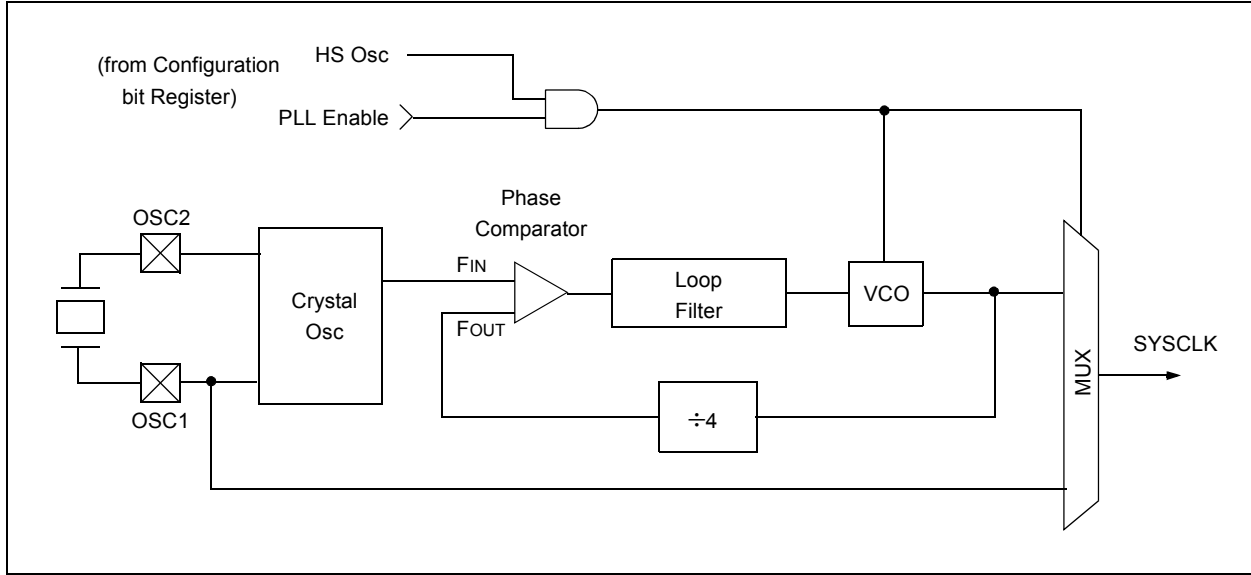 (from Configuration
bit Register)
HS Osc
PLL Enable
Phase
Comparator
OSC2
Crystal
Osc
FIN
FOUT
Loop
Filter
VCO
MUX
SYSCLK
OSC1
÷4